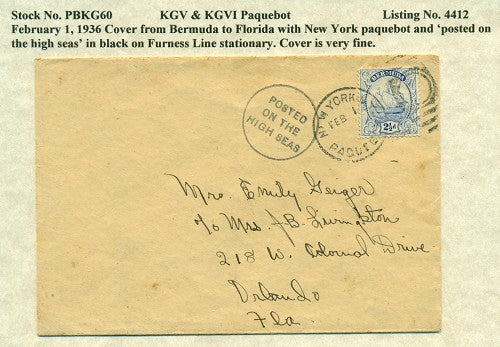 Stock No. PBKG60 KGV & KGVI Paquebot Listing No. 4412
February 1, 1936 Cover from Bermuda to Florida with New York paquebot and ‘posted on
the high seas’ in black on Furness Line stationary. Cover is very fine.
POSTED
ON THE
HIGH SEAS
N. W YORK
FEB 1
PAQUE
BERMUDA
2½d
Mrs. Emily Geiger
c/o Mrs. J.B. Livingston
218 W. Colonial Drive
Orlando
Fla